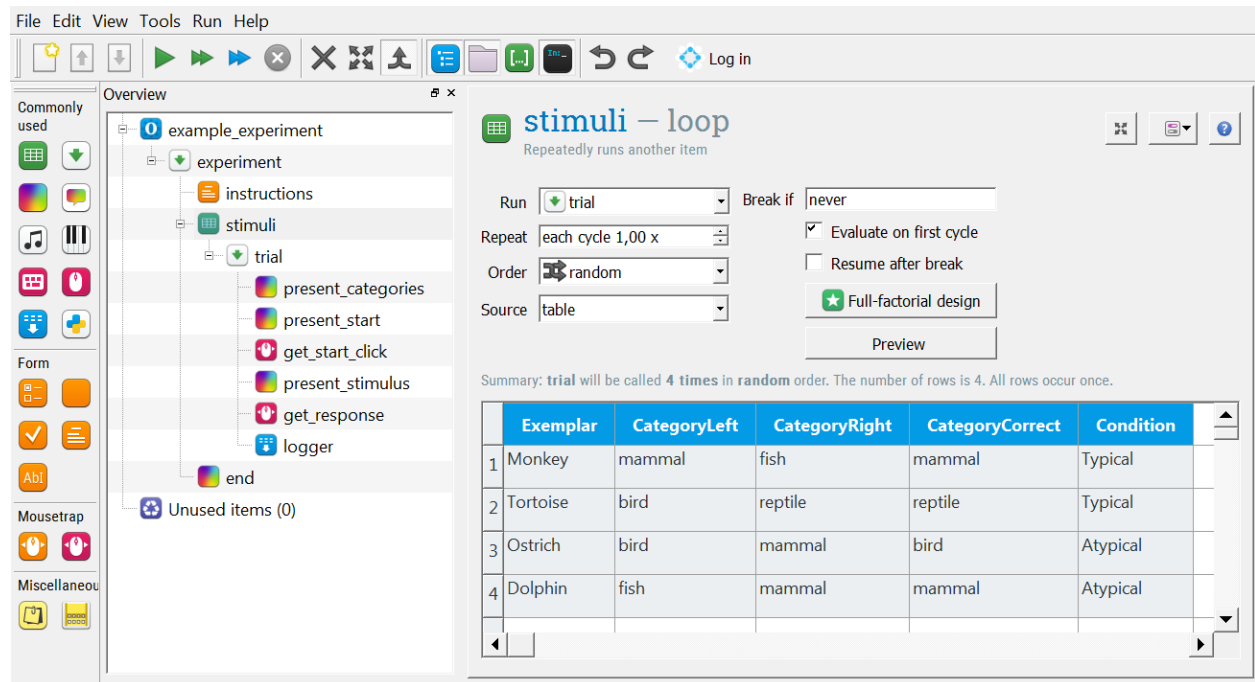 File Edit View Tools Run Help
Log in
Commonly
used
Form
AbI
Mousetrap
Miscellaneou
Overview
example_experiment
experiment
instructions
stimuli
trial
present_categories
present_start
get_start_click
present_stimulus
get_response
logger
end
Unused items (0)
stimuli – loop
Repeatedly runs another item
Run trial Break if never
Repeat each cycle 1,00 x Evaluate on first cycle
Order random Resume after break
Source table Full-factorial design
Preview
Summary: trial will be called 4 times in random order. The number of rows is 4. All rows occur once.
Exemplar CategoryLeft CategoryRight CategoryCorrect Condition
1 Monkey mammal fish mammal Typical
2 Tortoise bird reptile reptile Typical
3 Ostrich bird mammal bird Atypical
4 Dolphin fish mammal mammal Atypical